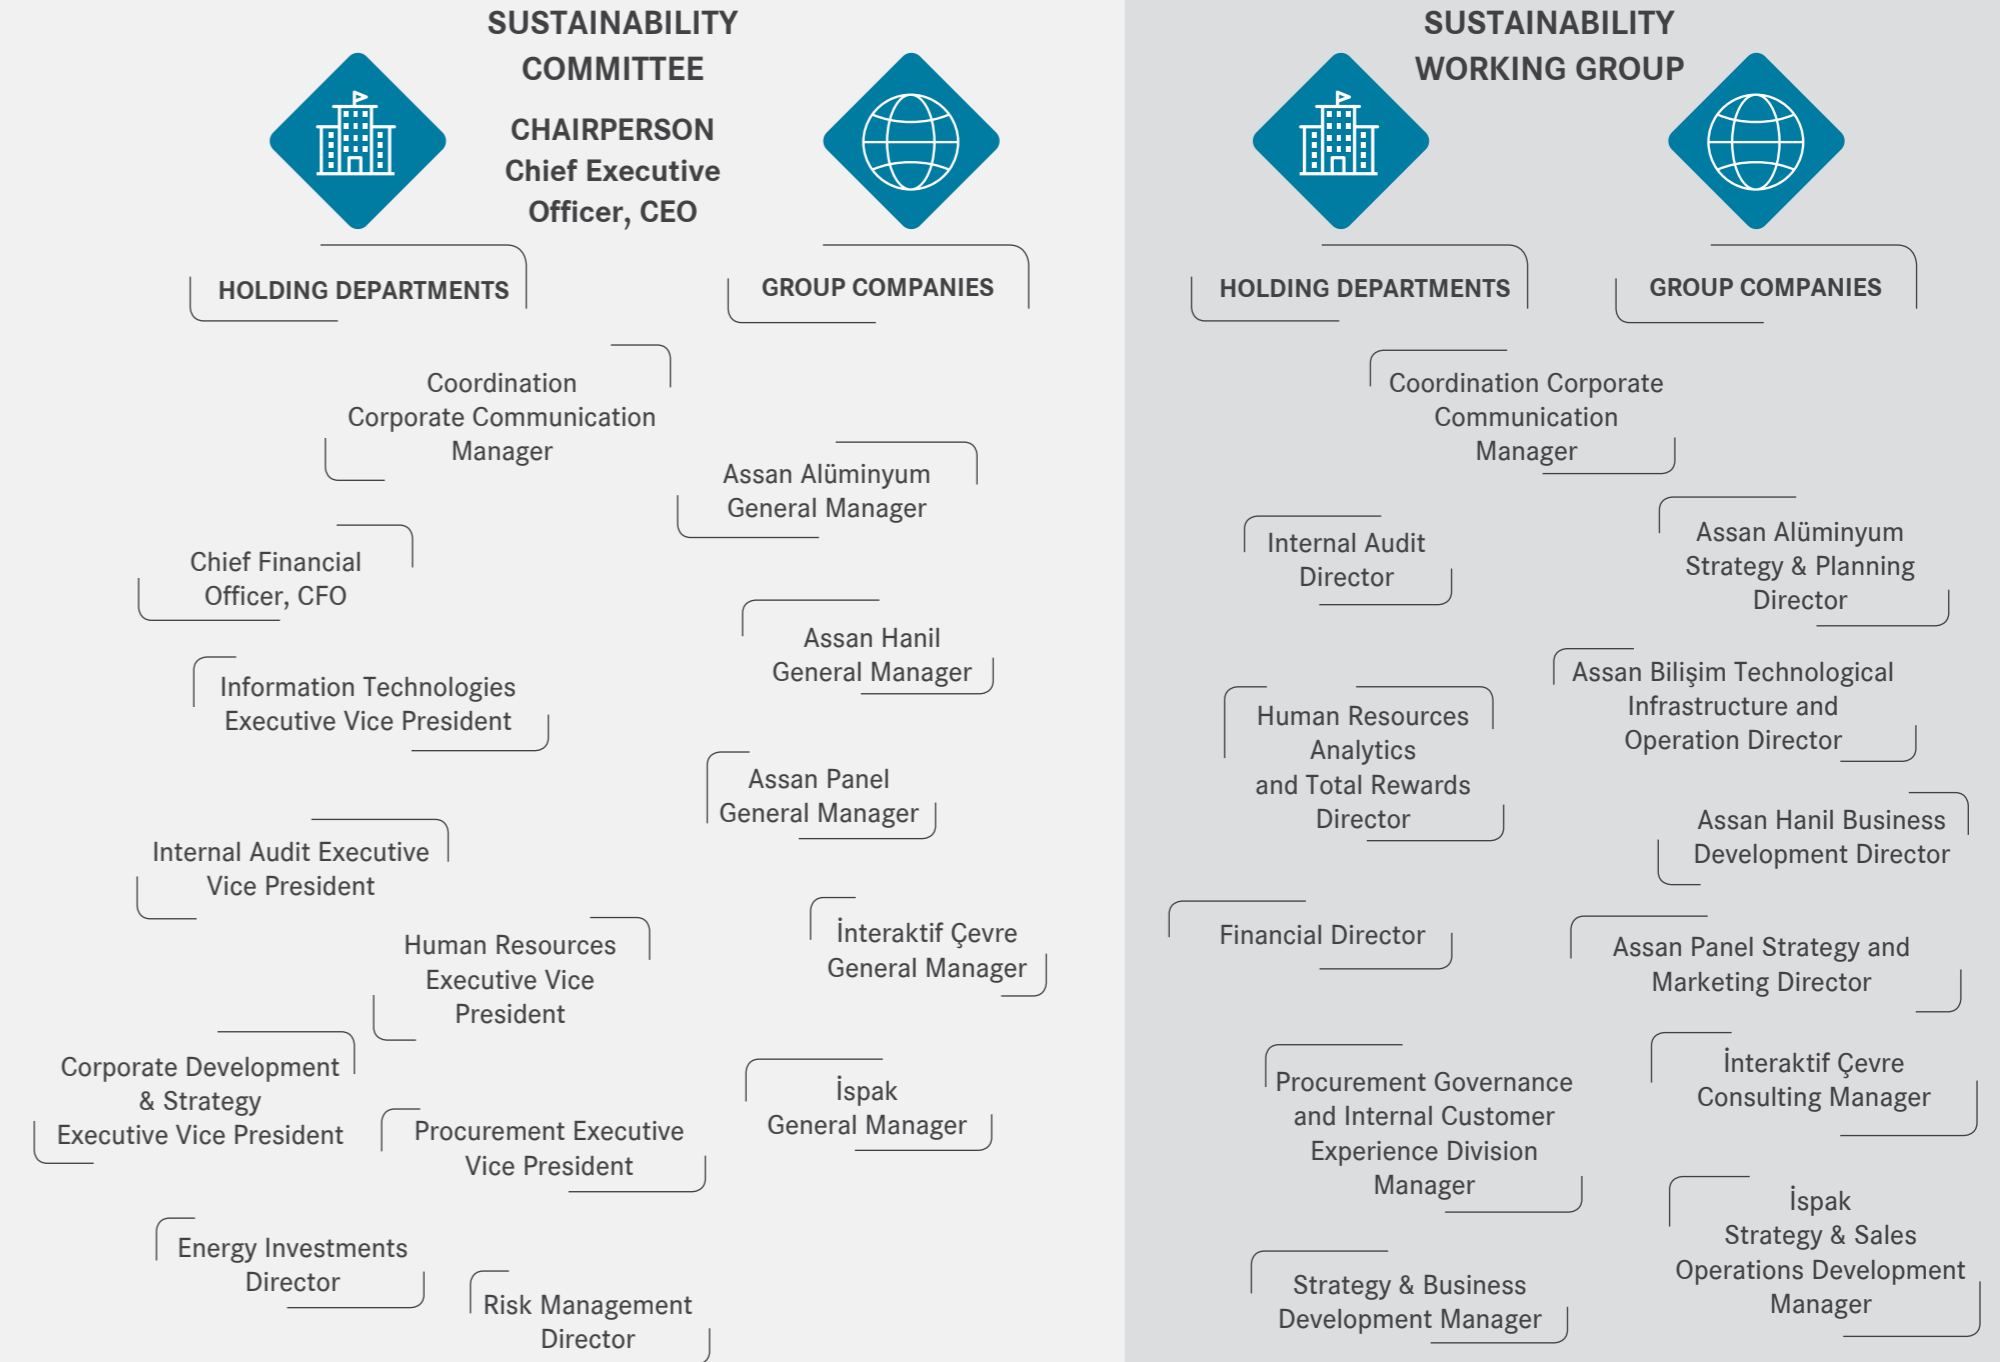 SUSTAINABILITY
COMMITTEE
CHAIRPERSON
Chief Executive
Officer, CEO
HOLDING DEPARTMENTS
GROUP COMPANIES
Coordination
Corporate Communication
Manager
Chief Financial
Officer, CFO
Information Technologies
Executive Vice President
Internal Audit Executive
Vice President
Human Resources
Executive Vice
President
Corporate Development
& Strategy
Executive Vice President
Procurement Executive
Vice President
Energy Investments
Director
Risk Management
Director
Assan Alüminyum
General Manager
Assan Hanil
General Manager
Assan Panel
General Manager
İnteraktif Çevre
General Manager
İspak
General Manager
SUSTAINABILITY
WORKING GROUP
HOLDING DEPARTMENTS
GROUP COMPANIES
Coordination Corporate
Communication
Manager
Internal Audit
Director
Human Resources
Analytics
and Total Rewards
Director
Financial Director
Procurement Governance
and Internal Customer
Experience Division
Manager
Strategy & Business
Development Manager
Assan Alüminyum
Strategy & Planning
Director
Assan Bilişim Technological
Infrastructure and
Operation Director
Assan Hanil Business
Development Director
Assan Panel Strategy and
Marketing Director
İnteraktif Çevre
Consulting Manager
İspak
Strategy & Sales
Operations Development
Manager